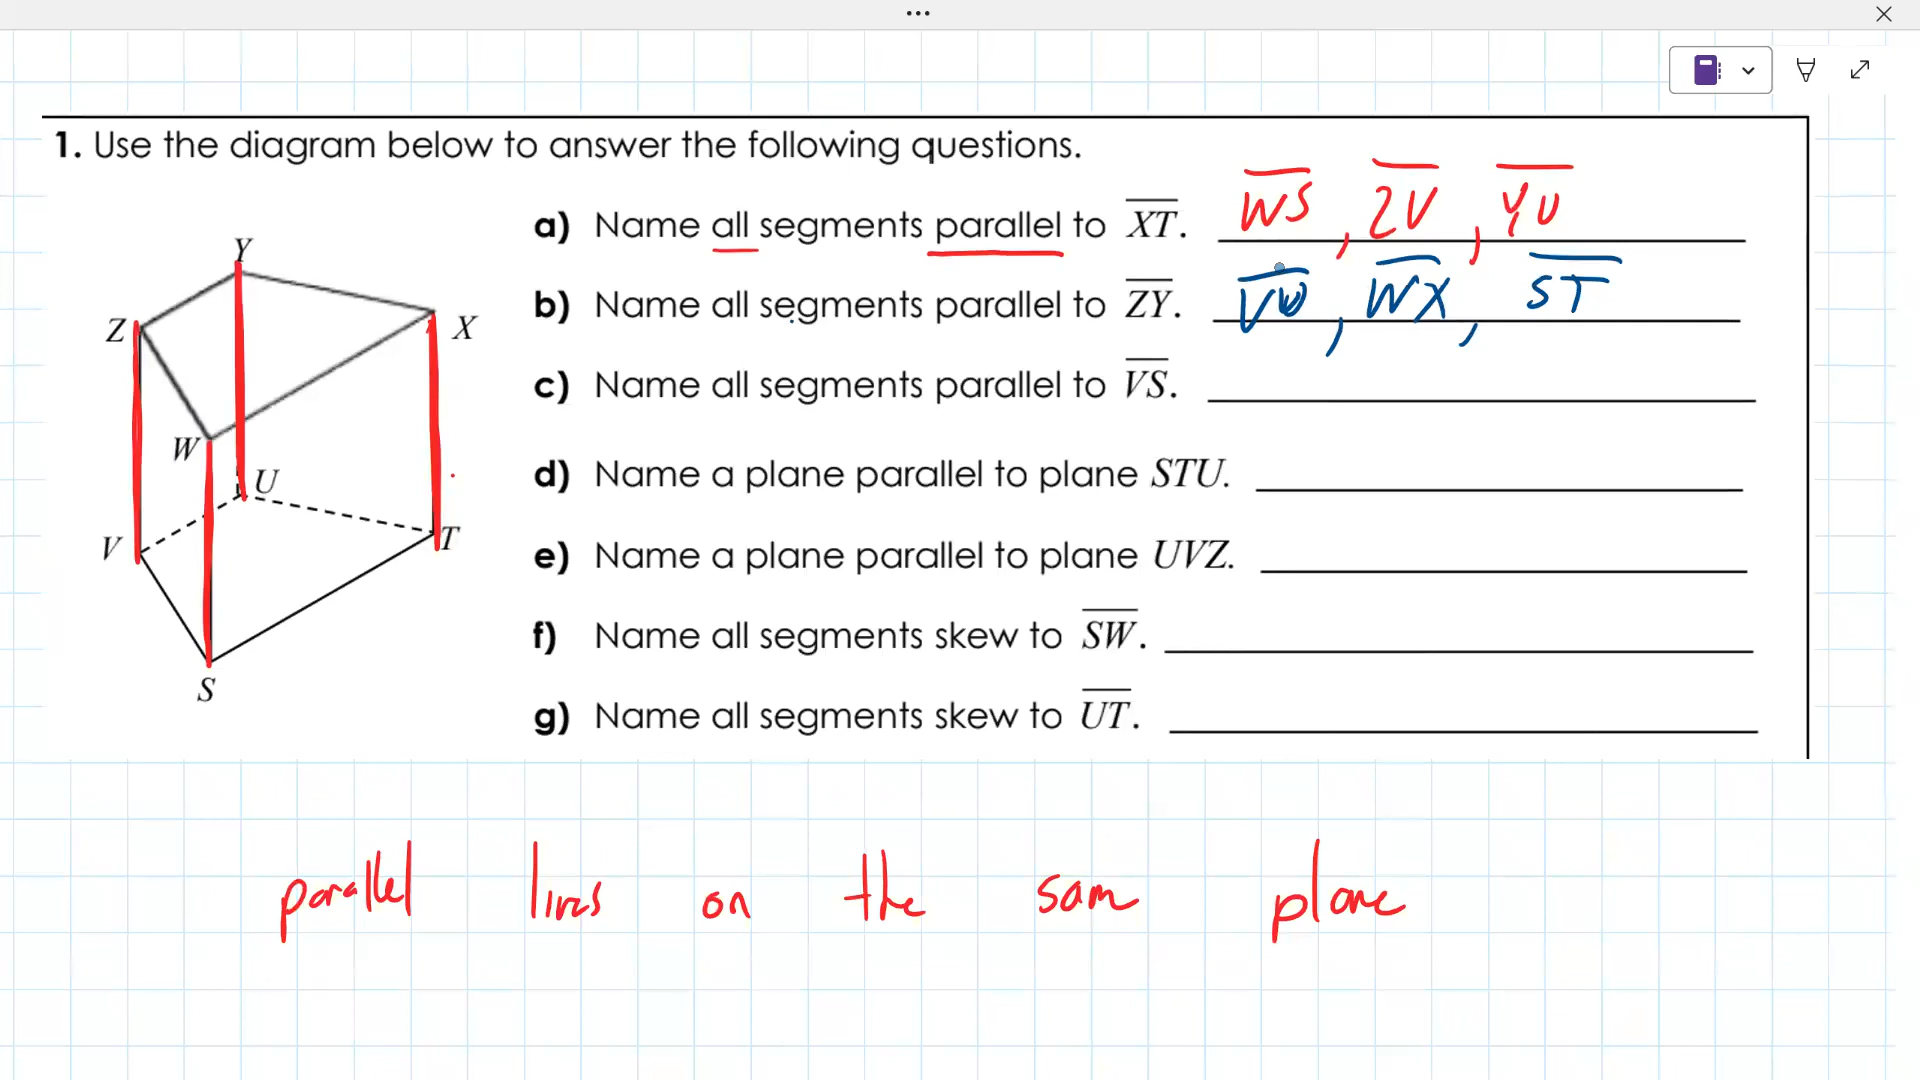 1. Use the diagram below to answer the following questions.
a) Name all segments parallel to XT. WS, ZV, YU
b) Name all segments parallel to ZY. VU, WX, ST
c) Name all segments parallel to VS.
d) Name a plane parallel to plane STU.
e) Name a plane parallel to plane UVZ.
f) Name all segments skew to SW.
g) Name all segments skew to UT.
Y
Z
X
W
U
V
T
S
parallel lines on the same plane